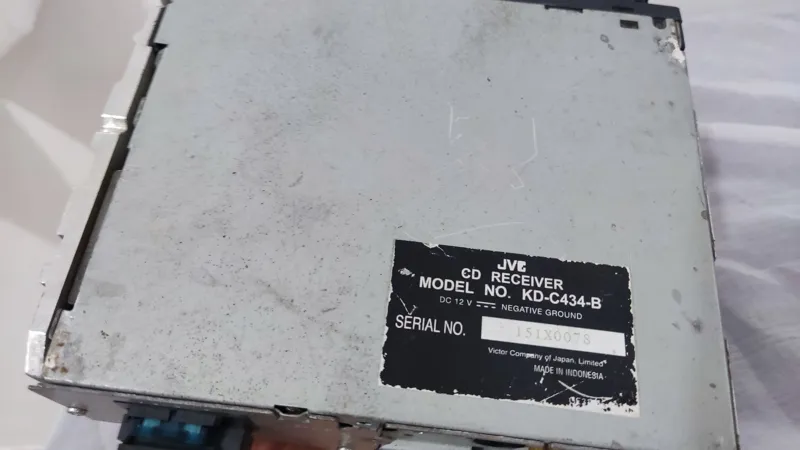 JVC
CD RECEIVER
MODEL NO. KD-C434-B
DC 12 V NEGATIVE GROUND
SERIAL NO. 151X0078
Victor Company of Japan, Limited
MADE IN INDONESIA